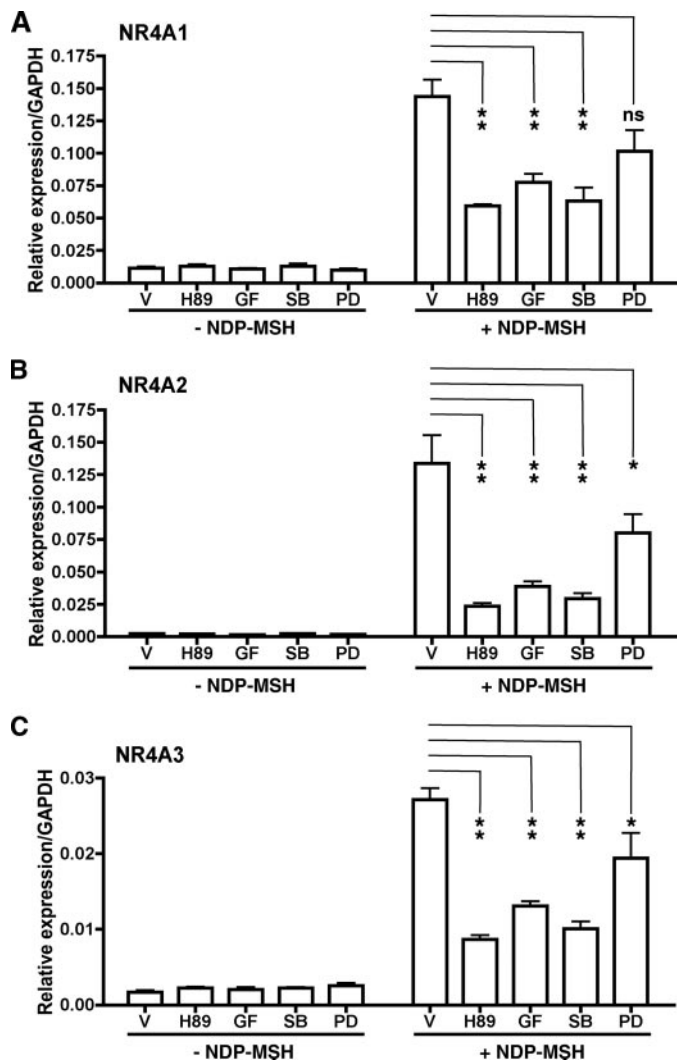 A
NR4A1
Relative expression/GAPDH
0.175
0.150
0.125
0.100
0.075
0.050
0.025
0.000
** ** ** ns
V H89 GF SB PD V H89 GF SB PD
- NDP-MSH + NDP-MSH
B
NR4A2
Relative expression/GAPDH
0.175
0.150
0.125
0.100
0.075
0.050
0.025
0.000
** ** ** *
V H89 GF SB PD V H89 GF SB PD
- NDP-MSH + NDP-MSH
C
NR4A3
Relative expression/GAPDH
0.03
0.02
0.01
0.00
** ** ** *
V H89 GF SB PD V H89 GF SB PD
- NDP-MSH + NDP-MSH